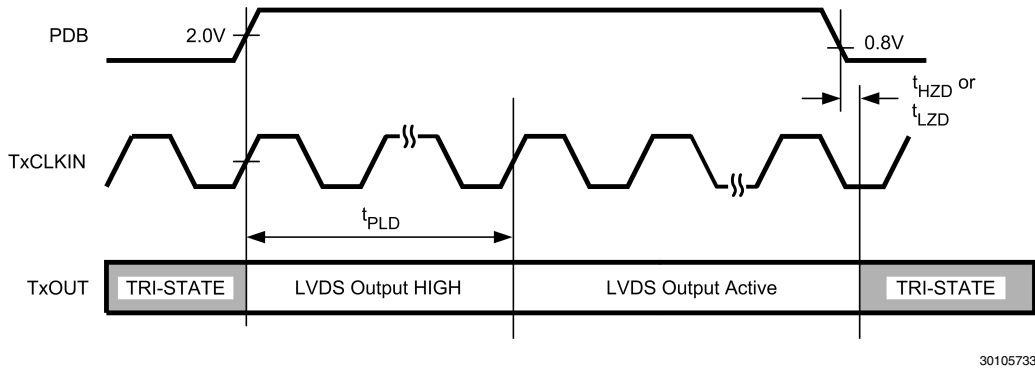 PDB
2.0V
0.8V
tHZD or
tLZD
TxCLKIN
tPLD
TxOUT
TRI-STATE
LVDS Output HIGH
LVDS Output Active
TRI-STATE
30105733